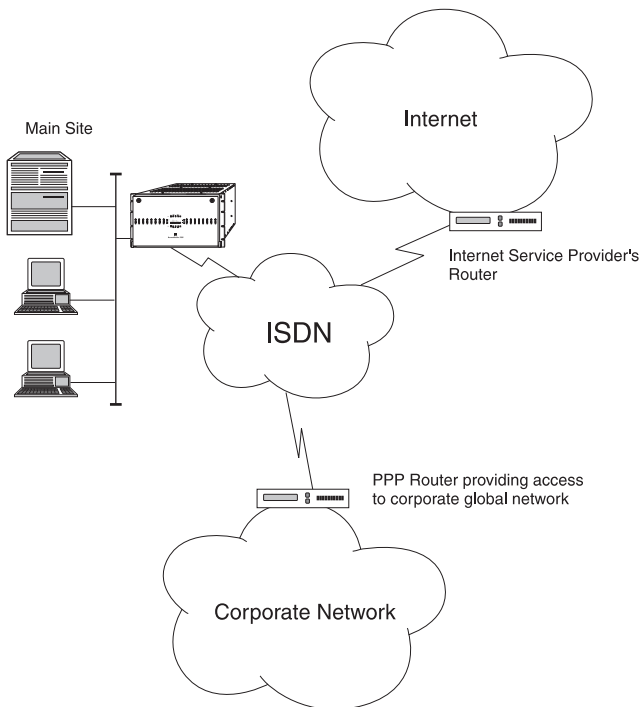 Internet
Main Site
Internet Service Provider's
Router
ISDN
PPP Router providing access
to corporate global network
Corporate Network